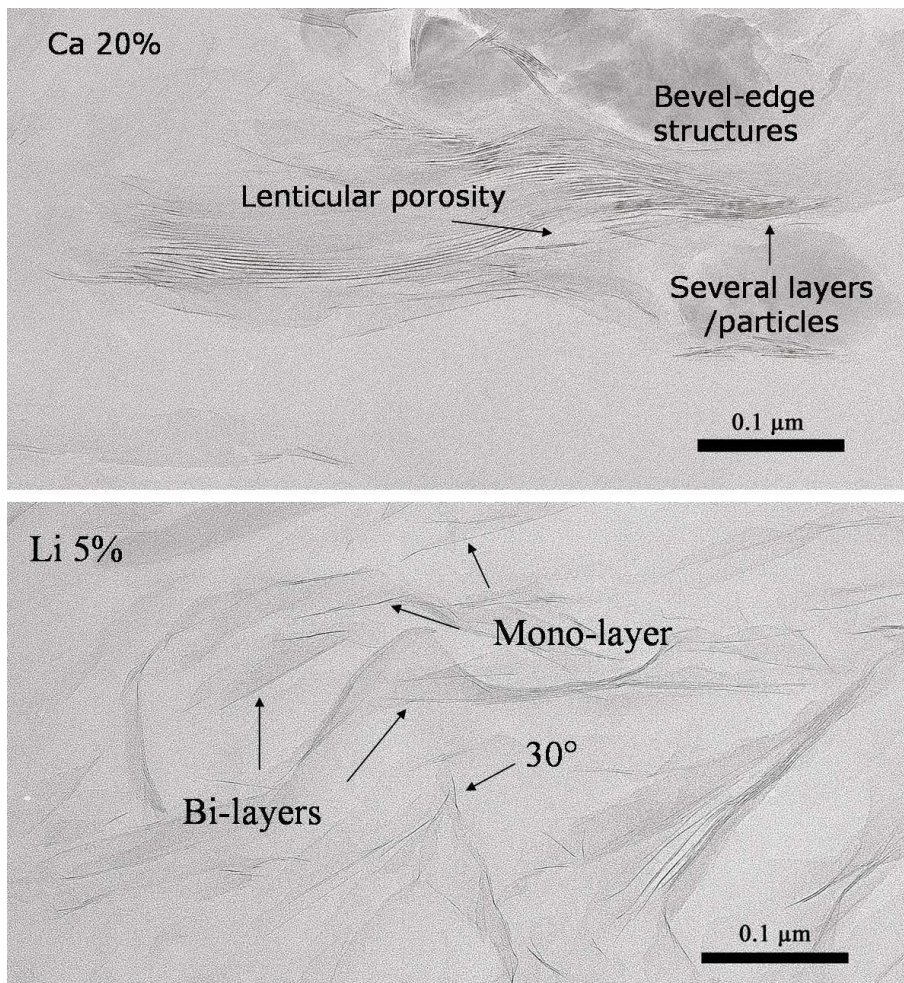 Ca 20%
Bevel-edge
structures
Lenticular porosity
Several layers
/particles
0.1 µm
Li 5%
Mono-layer
30°
Bi-layers
0.1 µm